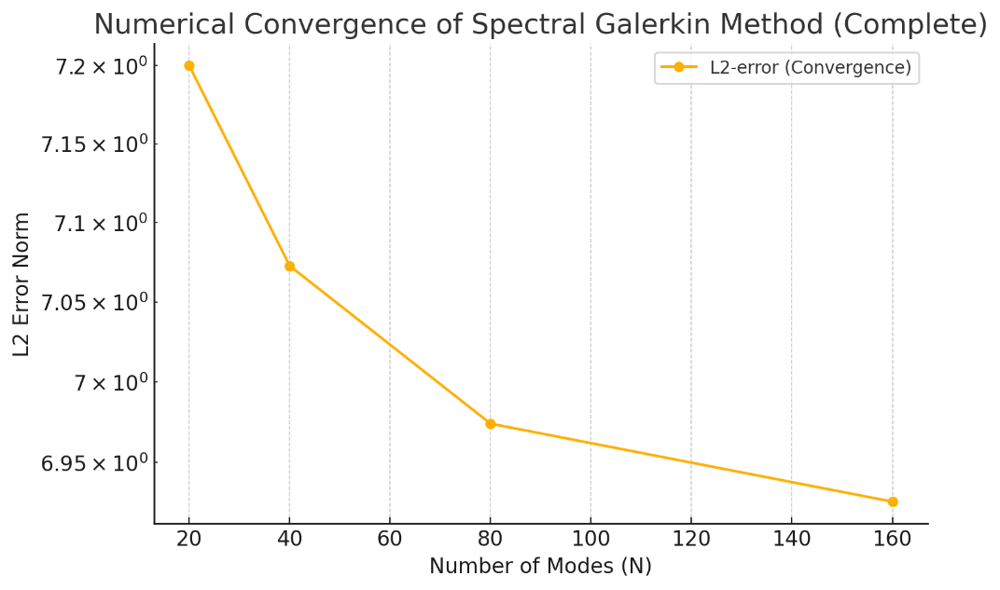 Numerical Convergence of Spectral Galerkin Method (Complete)
L2-error (Convergence)
7.2 × 10⁰
7.15 × 10⁰
7.1 × 10⁰
7.05 × 10⁰
7 × 10⁰
6.95 × 10⁰
L2 Error Norm
20 40 60 80 100 120 140 160
Number of Modes (N)